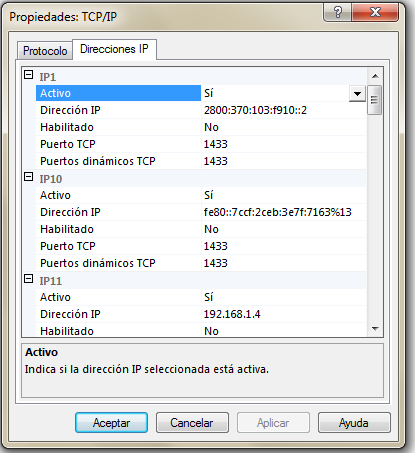 Propiedades: TCP/IP
Protocolo Direcciones IP
IP1
Activo Sí
Dirección IP 2800:370:103:f910::2
Habilitado No
Puerto TCP 1433
Puertos dinámicos TCP 1433
IP10
Activo Sí
Dirección IP fe80::7ccf:2ceb:3e7f:7163%13
Habilitado No
Puerto TCP 1433
Puertos dinámicos TCP 1433
IP11
Activo Sí
Dirección IP 192.168.1.4
Habilitado No
Activo
Indica si la dirección IP seleccionada está activa.
Aceptar Cancelar Aplicar Ayuda